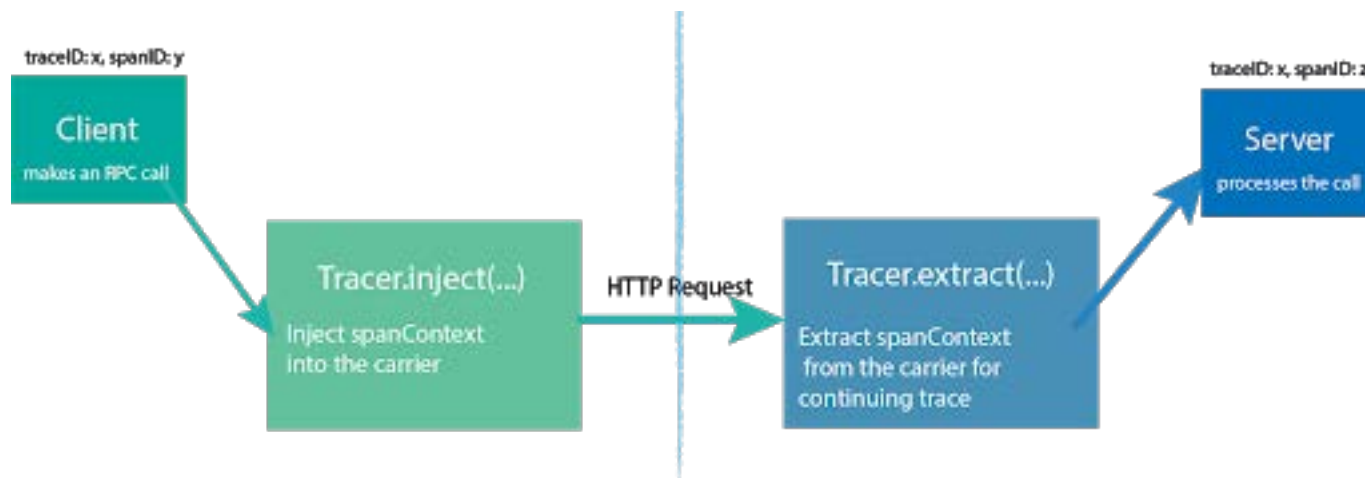 traceID: x, spanID: y
Client
makes an RPC call
Tracer.inject(...)
Inject spanContext
into the carrier
HTTP Request
Tracer.extract(...)
Extract spanContext
from the carrier for
continuing trace
traceID: x, spanID: z
Server
processes the call